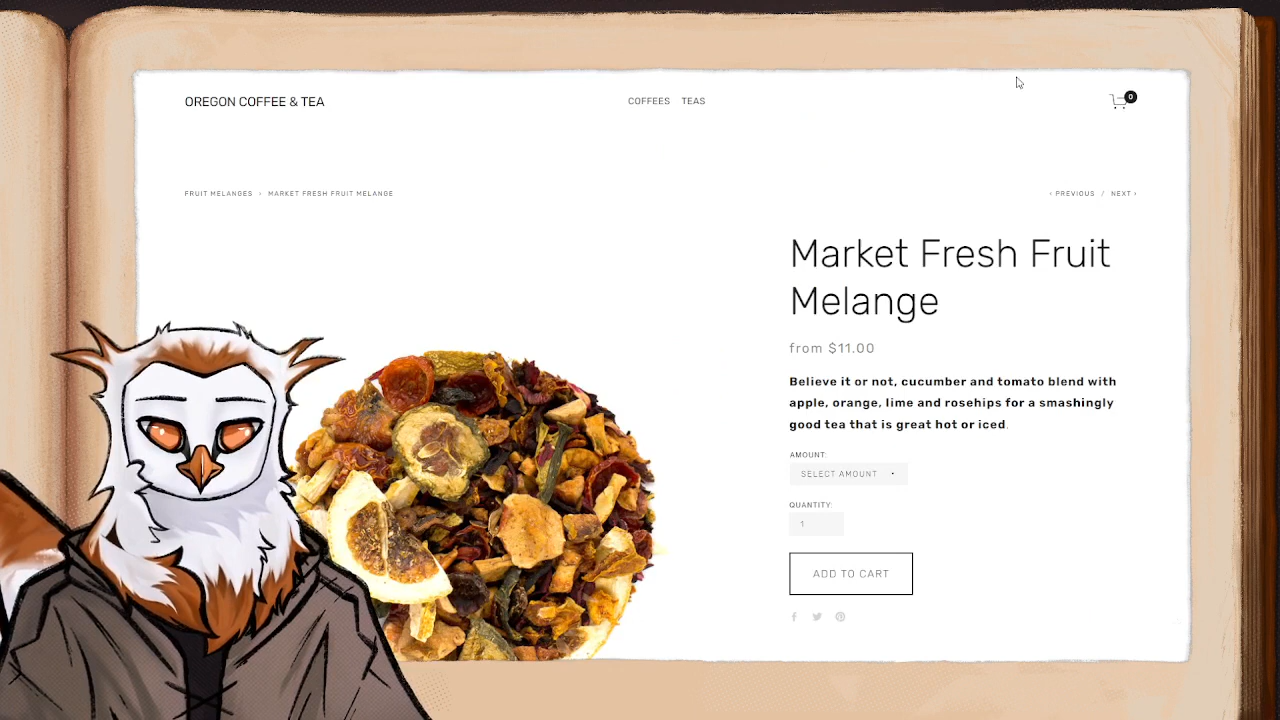 OREGON COFFEE & TEA
COFFEES TEAS
0
FRUIT MELANGES › MARKET FRESH FRUIT MELANGE
‹ PREVIOUS / NEXT ›
Market Fresh Fruit
Melange
from $11.00
Believe it or not, cucumber and tomato blend with
apple, orange, lime and rosehips for a smashingly
good tea that is great hot or iced.
AMOUNT:
SELECT AMOUNT
QUANTITY:
1
ADD TO CART